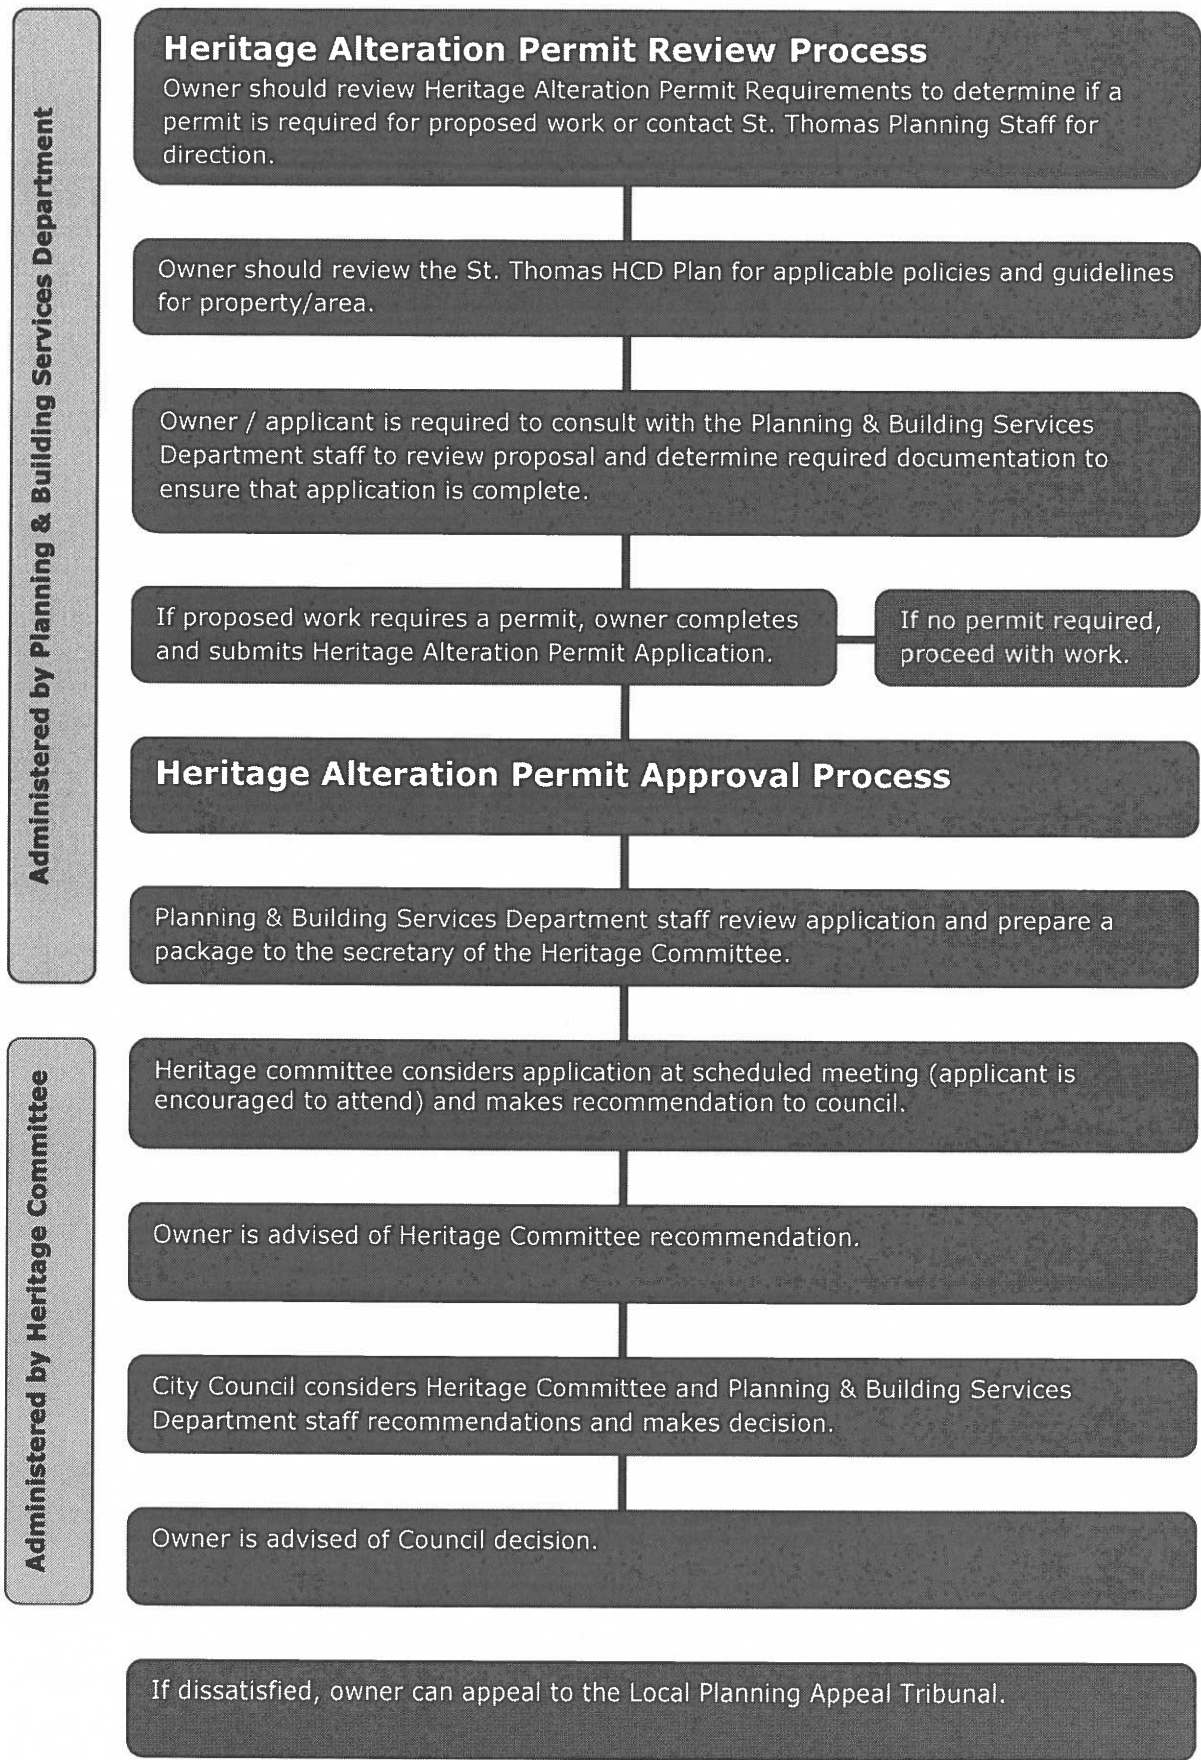 Administered by Planning & Building Services Department
Heritage Alteration Permit Review Process
Owner should review Heritage Alteration Permit Requirements to determine if a
permit is required for proposed work or contact St. Thomas Planning Staff for
direction.
Owner should review the St. Thomas HCD Plan for applicable policies and guidelines
for property/area.
Owner / applicant is required to consult with the Planning & Building Services
Department staff to review proposal and determine required documentation to
ensure that application is complete.
If proposed work requires a permit, owner completes
and submits Heritage Alteration Permit Application.
If no permit required,
proceed with work.
Heritage Alteration Permit Approval Process
Planning & Building Services Department staff review application and prepare a
package to the secretary of the Heritage Committee.
Administered by Heritage Committee
Heritage committee considers application at scheduled meeting (applicant is
encouraged to attend) and makes recommendation to council.
Owner is advised of Heritage Committee recommendation.
City Council considers Heritage Committee and Planning & Building Services
Department staff recommendations and makes decision.
Owner is advised of Council decision.
If dissatisfied, owner can appeal to the Local Planning Appeal Tribunal.